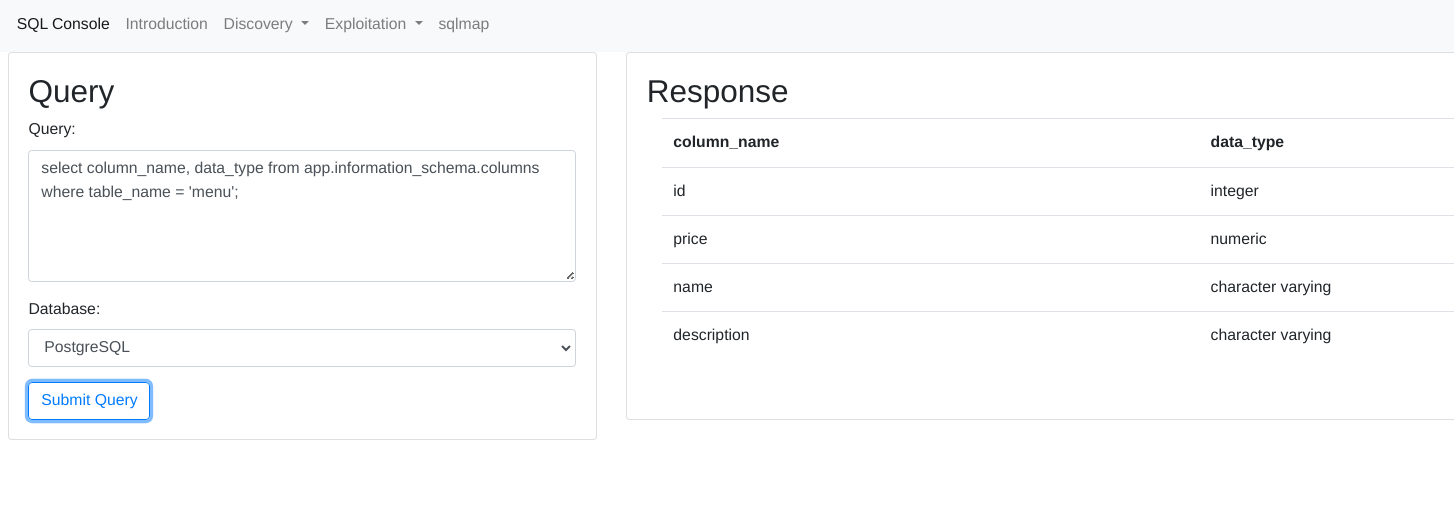 SQL Console Introduction Discovery Exploitation sqlmap
Query
Query:
select column_name, data_type from app.information_schema.columns
where table_name = 'menu';
Database:
PostgreSQL
Submit Query
Response
column_name data_type
id integer
price numeric
name character varying
description character varying